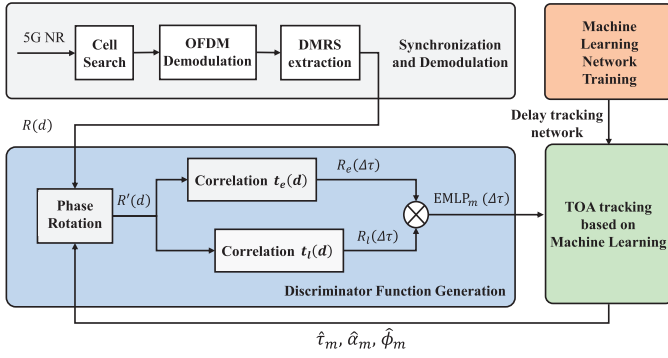 5G NR
Cell
Search
OFDM
Demodulation
DMRS
extraction
Synchronization
and Demodulation
Machine
Learning
Network
Training
R(d)
Delay tracking
network
Phase
Rotation
R′(d)
Correlation t_e(d)
R_e(Δτ)
Correlation t_l(d)
R_l(Δτ)
EMLP_m (Δτ)
Discriminator Function Generation
TOA tracking
based on
Machine Learning
τ̂_m, α̂_m, ϕ̂_m